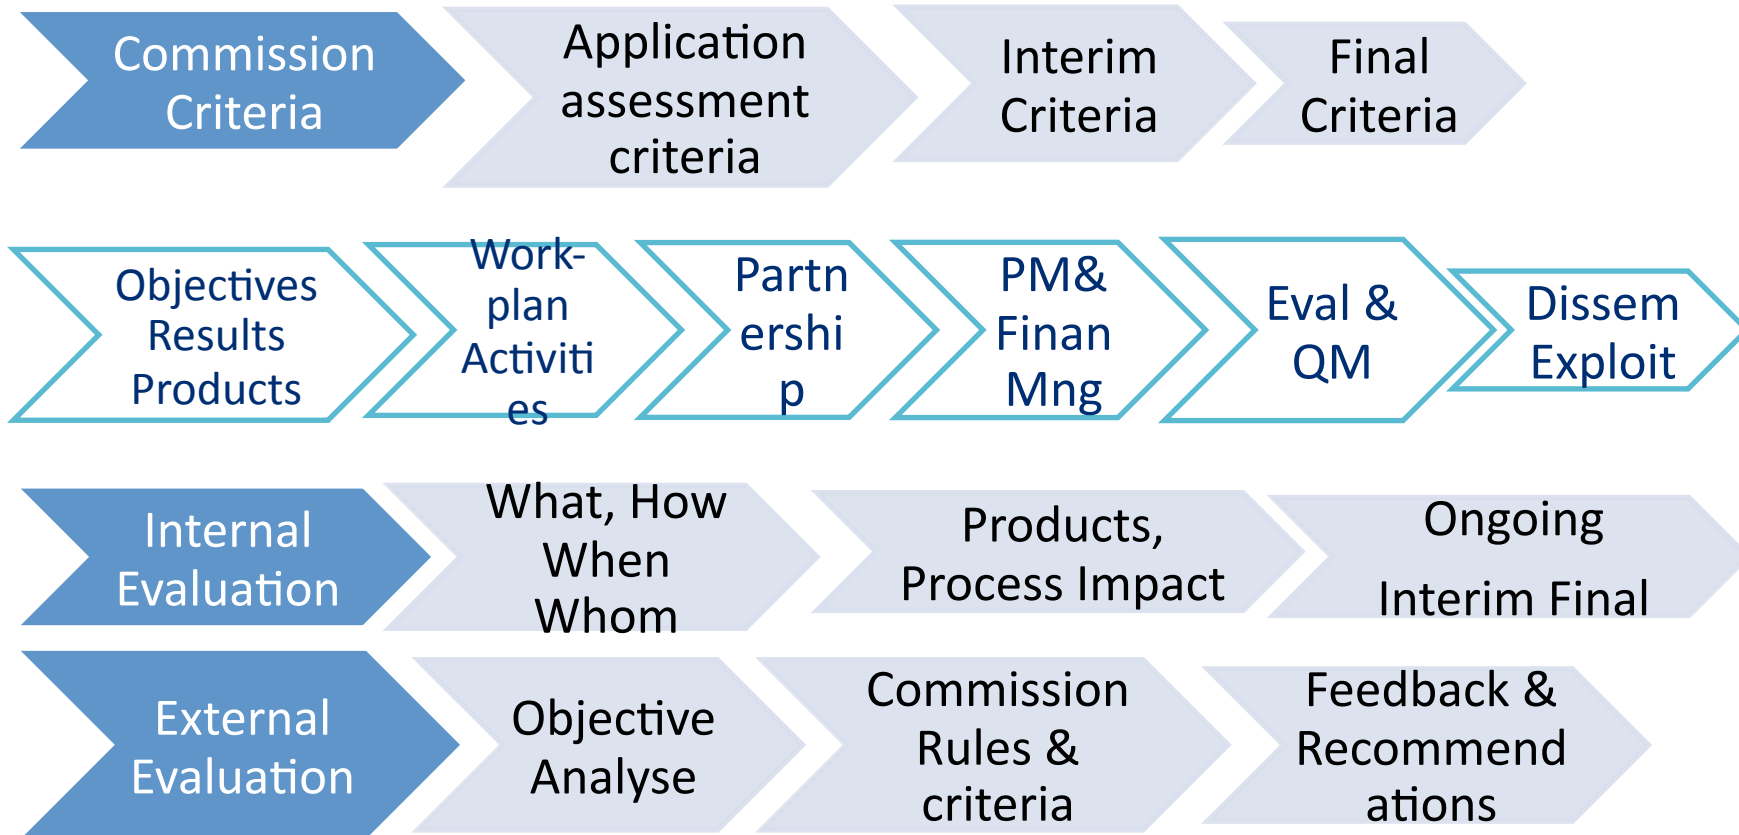 Commission
Criteria
Application
assessment
criteria
Interim
Criteria
Final
Criteria
Objectives
Results
Products
Work-
plan
Activiti
es
Partn
ershi
p
PM&
Finan
Mng
Eval &
QM
Dissem
Exploit
Internal
Evaluation
What, How
When
Whom
Products,
Process Impact
Ongoing
Interim Final
External
Evaluation
Objective
Analyse
Commission
Rules &
criteria
Feedback &
Recommend
ations